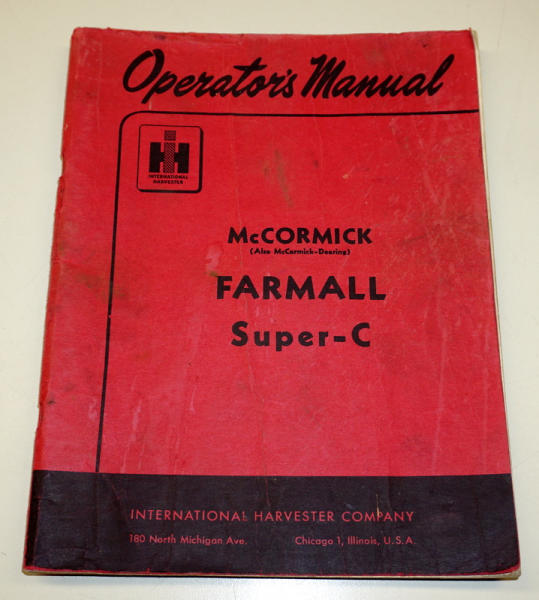 Operator's Manual
IH
INTERNATIONAL
HARVESTER
McCORMICK
(Also McCormick-Deering)
FARMALL
Super-C
INTERNATIONAL HARVESTER COMPANY
180 North Michigan Ave. Chicago 1, Illinois, U.S.A.